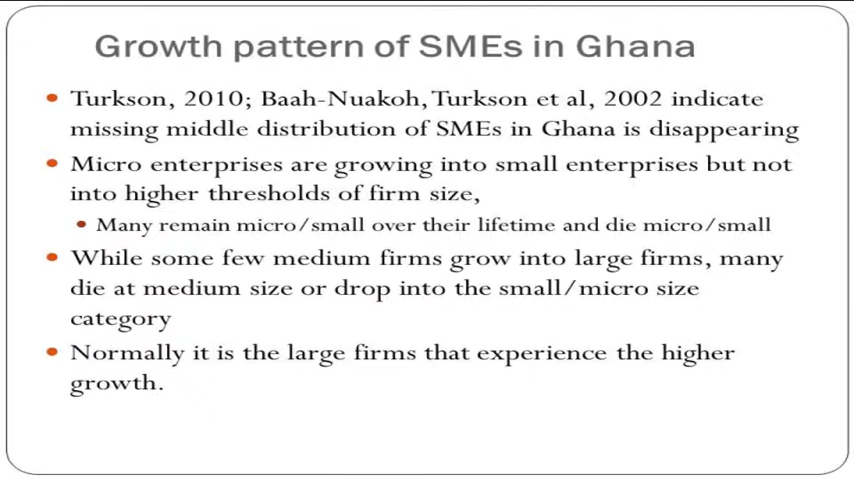 Growth pattern of SMEs in Ghana
• Turkson, 2010; Baah-Nuakoh, Turkson et al, 2002 indicate
missing middle distribution of SMEs in Ghana is disappearing
• Micro enterprises are growing into small enterprises but not
into higher thresholds of firm size,
• Many remain micro/small over their lifetime and die micro/small
• While some few medium firms grow into large firms, many
die at medium size or drop into the small/micro size
category
• Normally it is the large firms that experience the higher
growth.